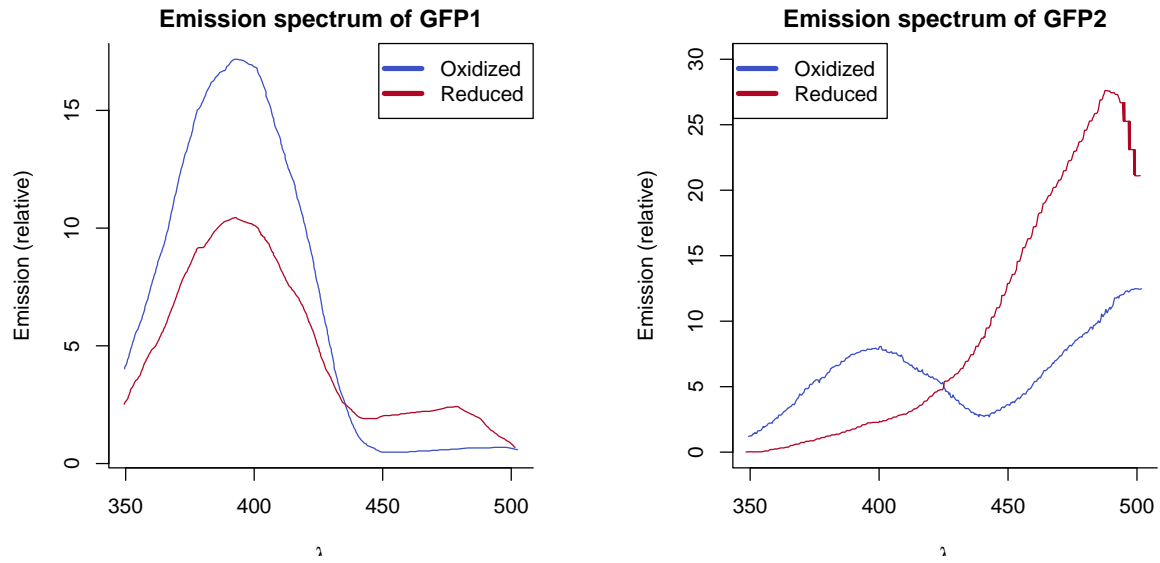 Emission spectrum of GFP1
Oxidized
Reduced
Emission (relative)
0
5
10
15
350
400
450
500
λ
Emission spectrum of GFP2
Oxidized
Reduced
Emission (relative)
0
5
10
15
20
25
30
350
400
450
500
λ